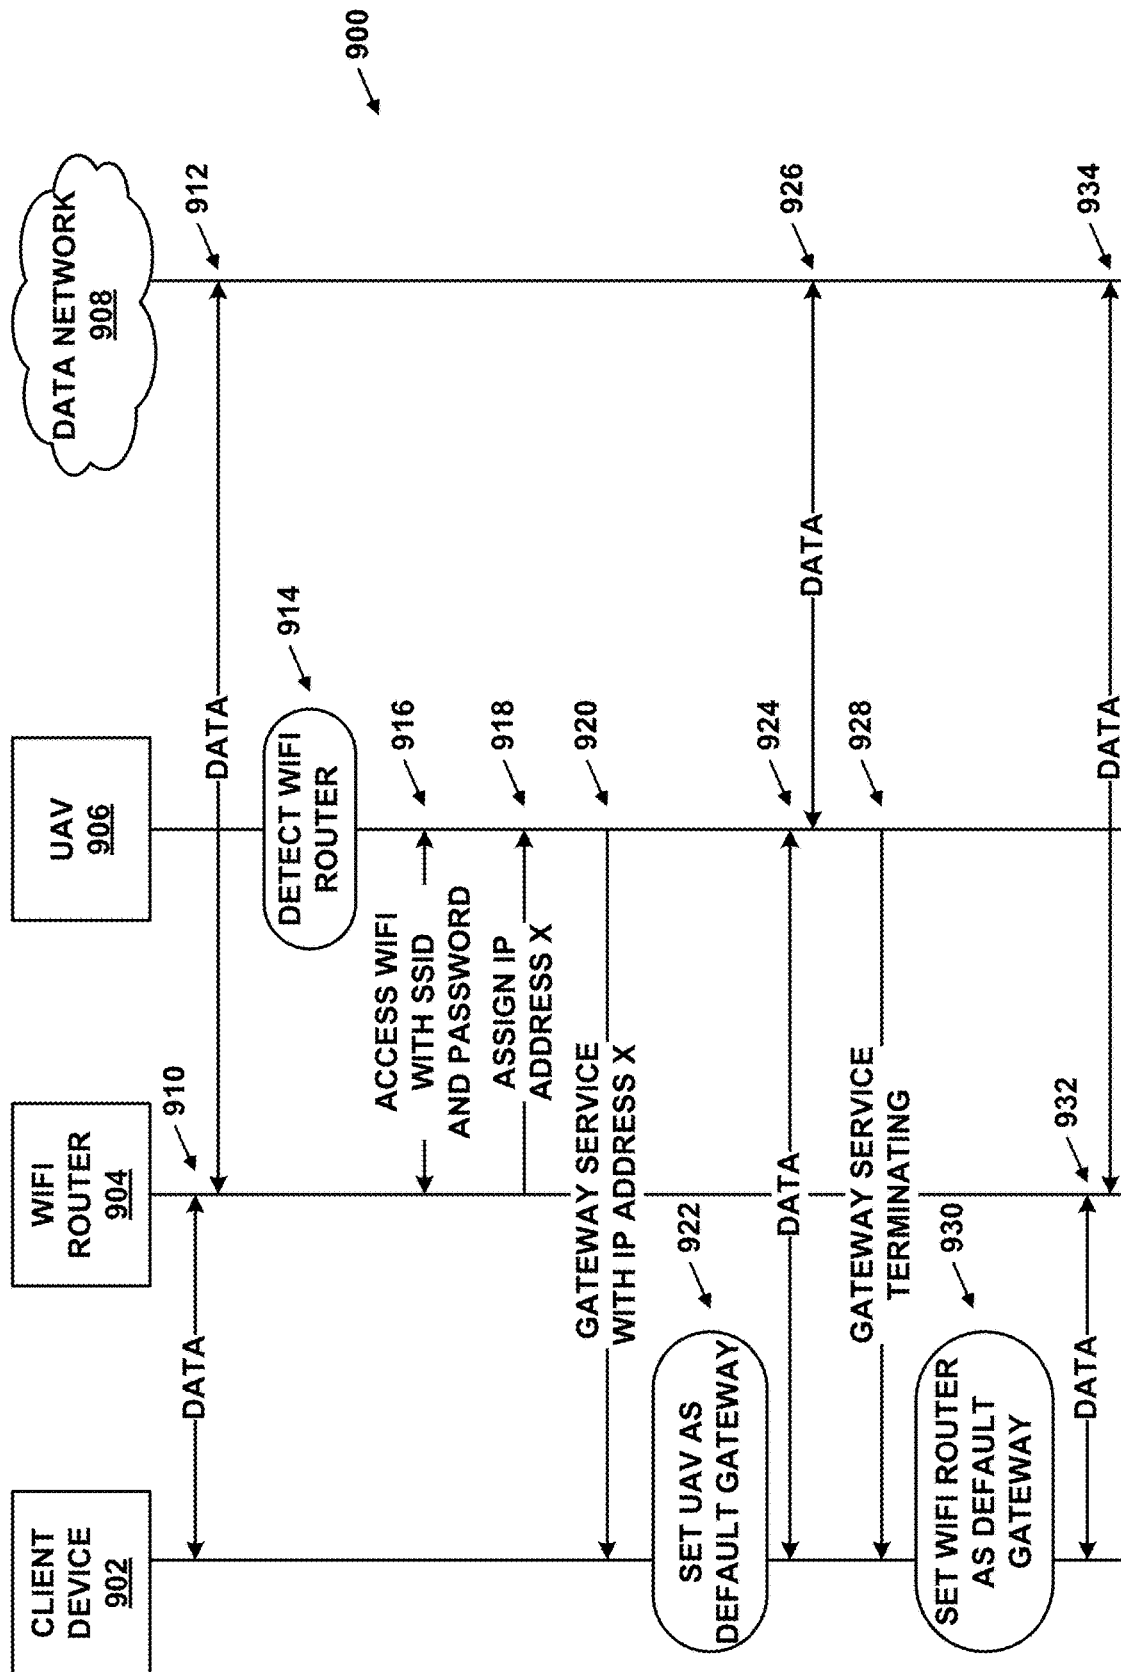 CLIENT
DEVICE
902
WIFI
ROUTER
904
UAV
906
DATA NETWORK
908
900
DATA
910
DATA
912
DETECT WIFI
ROUTER
914
ACCESS WIFI
WITH SSID
AND PASSWORD
916
ASSIGN IP
ADDRESS X
918
GATEWAY SERVICE
WITH IP ADDRESS X
920
SET UAV AS
DEFAULT GATEWAY
922
DATA
924
DATA
926
GATEWAY SERVICE
TERMINATING
928
SET WIFI ROUTER
AS DEFAULT
GATEWAY
930
DATA
932
DATA
934